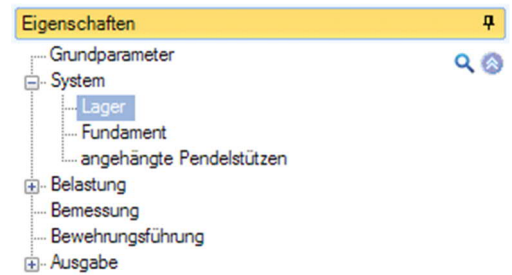 Eigenschaften
Grundparameter
System
Lager
Fundament
angehängte Pendelstützen
Belastung
Bemessung
Bewehrungsführung
Ausgabe